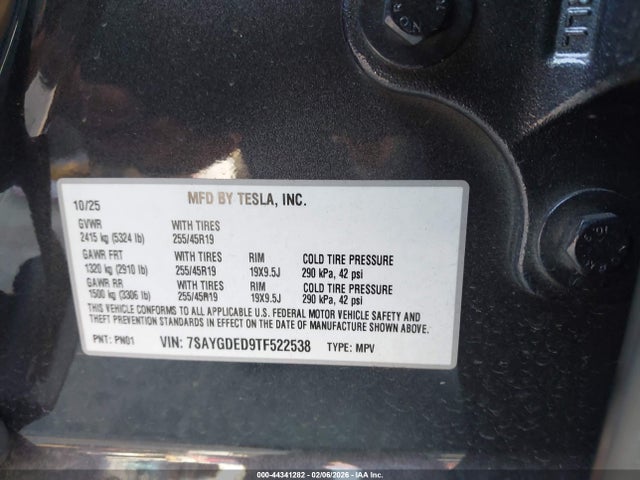 MFD BY TESLA, INC.
10/25
GVWR WITH TIRES
2415 kg (5324 lb) 255/45R19
GAWR FRT WITH TIRES RIM COLD TIRE PRESSURE
1320 kg (2910 lb) 255/45R19 19X9.5J 290 kPa, 42 psi
GAWR RR WITH TIRES RIM COLD TIRE PRESSURE
1500 kg (3306 lb) 255/45R19 19X9.5J 290 kPa, 42 psi
THIS VEHICLE CONFORMS TO ALL APPLICABLE U.S. FEDERAL MOTOR VEHICLE SAFETY AND
THEFT PREVENTION STANDARDS IN EFFECT ON THE DATE OF MANUFACTURE SHOWN ABOVE.
PNT: PN01 VIN: 7SAYGDED9TF522538 TYPE: MPV
000-44341282 - 02/06/2026 - IAA Inc.